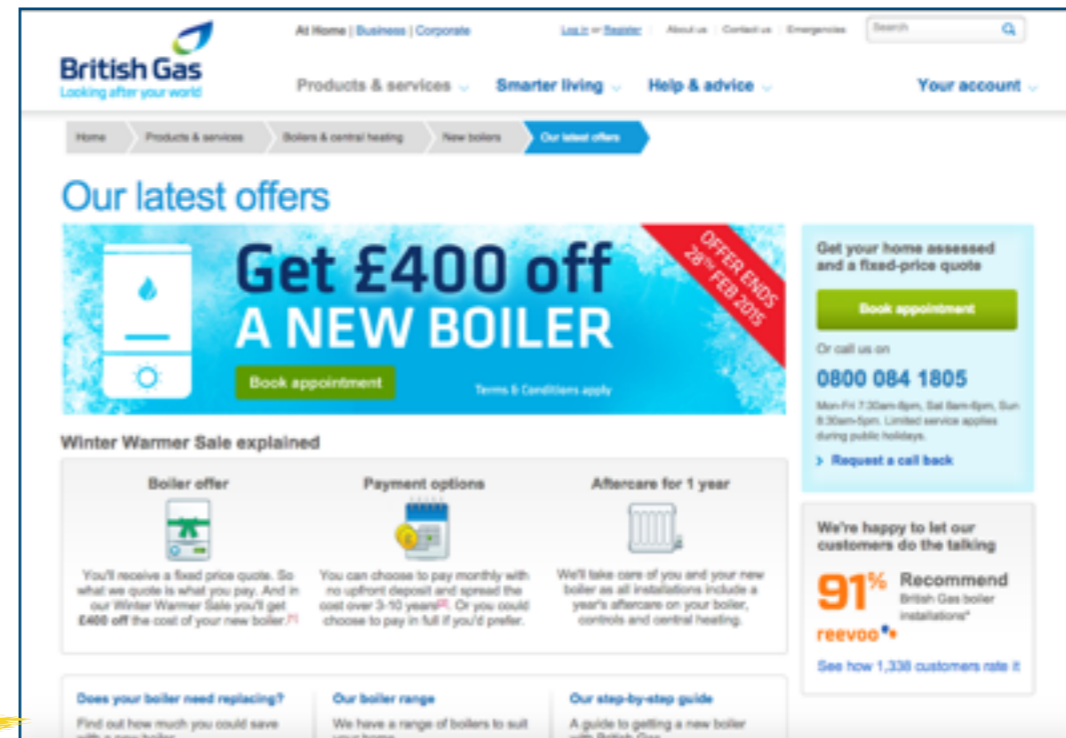 At Home | Business | Corporate
Log in or Register | About us | Contact us | Emergencies
Search
British Gas
Looking after your world
Products & services
Smarter living
Help & advice
Your account
Home
Products & services
Boilers & central heating
New boilers
Our latest offers
Our latest offers
Get £400 off
A NEW BOILER
Book appointment
Terms & Conditions apply
OFFER ENDS
28TH FEB 2015
Get your home assessed
and a fixed-price quote
Book appointment
Or call us on
0800 084 1805
Mon-Fri 7:30am-8pm, Sat 8am-6pm, Sun
8:30am-5pm. Limited service applies
during public holidays.
Request a call back
Winter Warmer Sale explained
Boiler offer
You'll receive a fixed price quote. So
what we quote is what you pay. And in
our Winter Warmer Sale you'll get
£400 off the cost of your new boiler.[1]
Payment options
You can choose to pay monthly with
no upfront deposit and spread the
cost over 3-10 years[2]. Or you could
choose to pay in full if you'd prefer.
Aftercare for 1 year
We'll take care of you and your new
boiler as all installations include a
year's aftercare on your boiler,
controls and central heating.
We're happy to let our
customers do the talking
91% Recommend
British Gas boiler
installations*
reevoo
See how 1,338 customers rate it
Does your boiler need replacing?
Find out how much you could save
with a new boiler
Our boiler range
We have a range of boilers to suit
your home
Our step-by-step guide
A guide to getting a new boiler
with British Gas